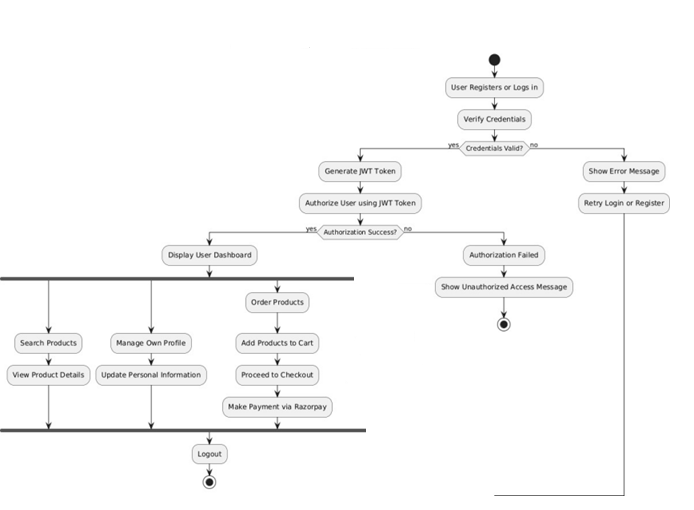 User Registers or Logs in
Verify Credentials
yes
Credentials Valid?
no
Generate JWT Token
Show Error Message
Authorize User using JWT Token
Retry Login or Register
yes
Authorization Success?
no
Display User Dashboard
Authorization Failed
Show Unauthorized Access Message
Order Products
Search Products
Manage Own Profile
Add Products to Cart
View Product Details
Update Personal Information
Proceed to Checkout
Make Payment via Razorpay
Logout